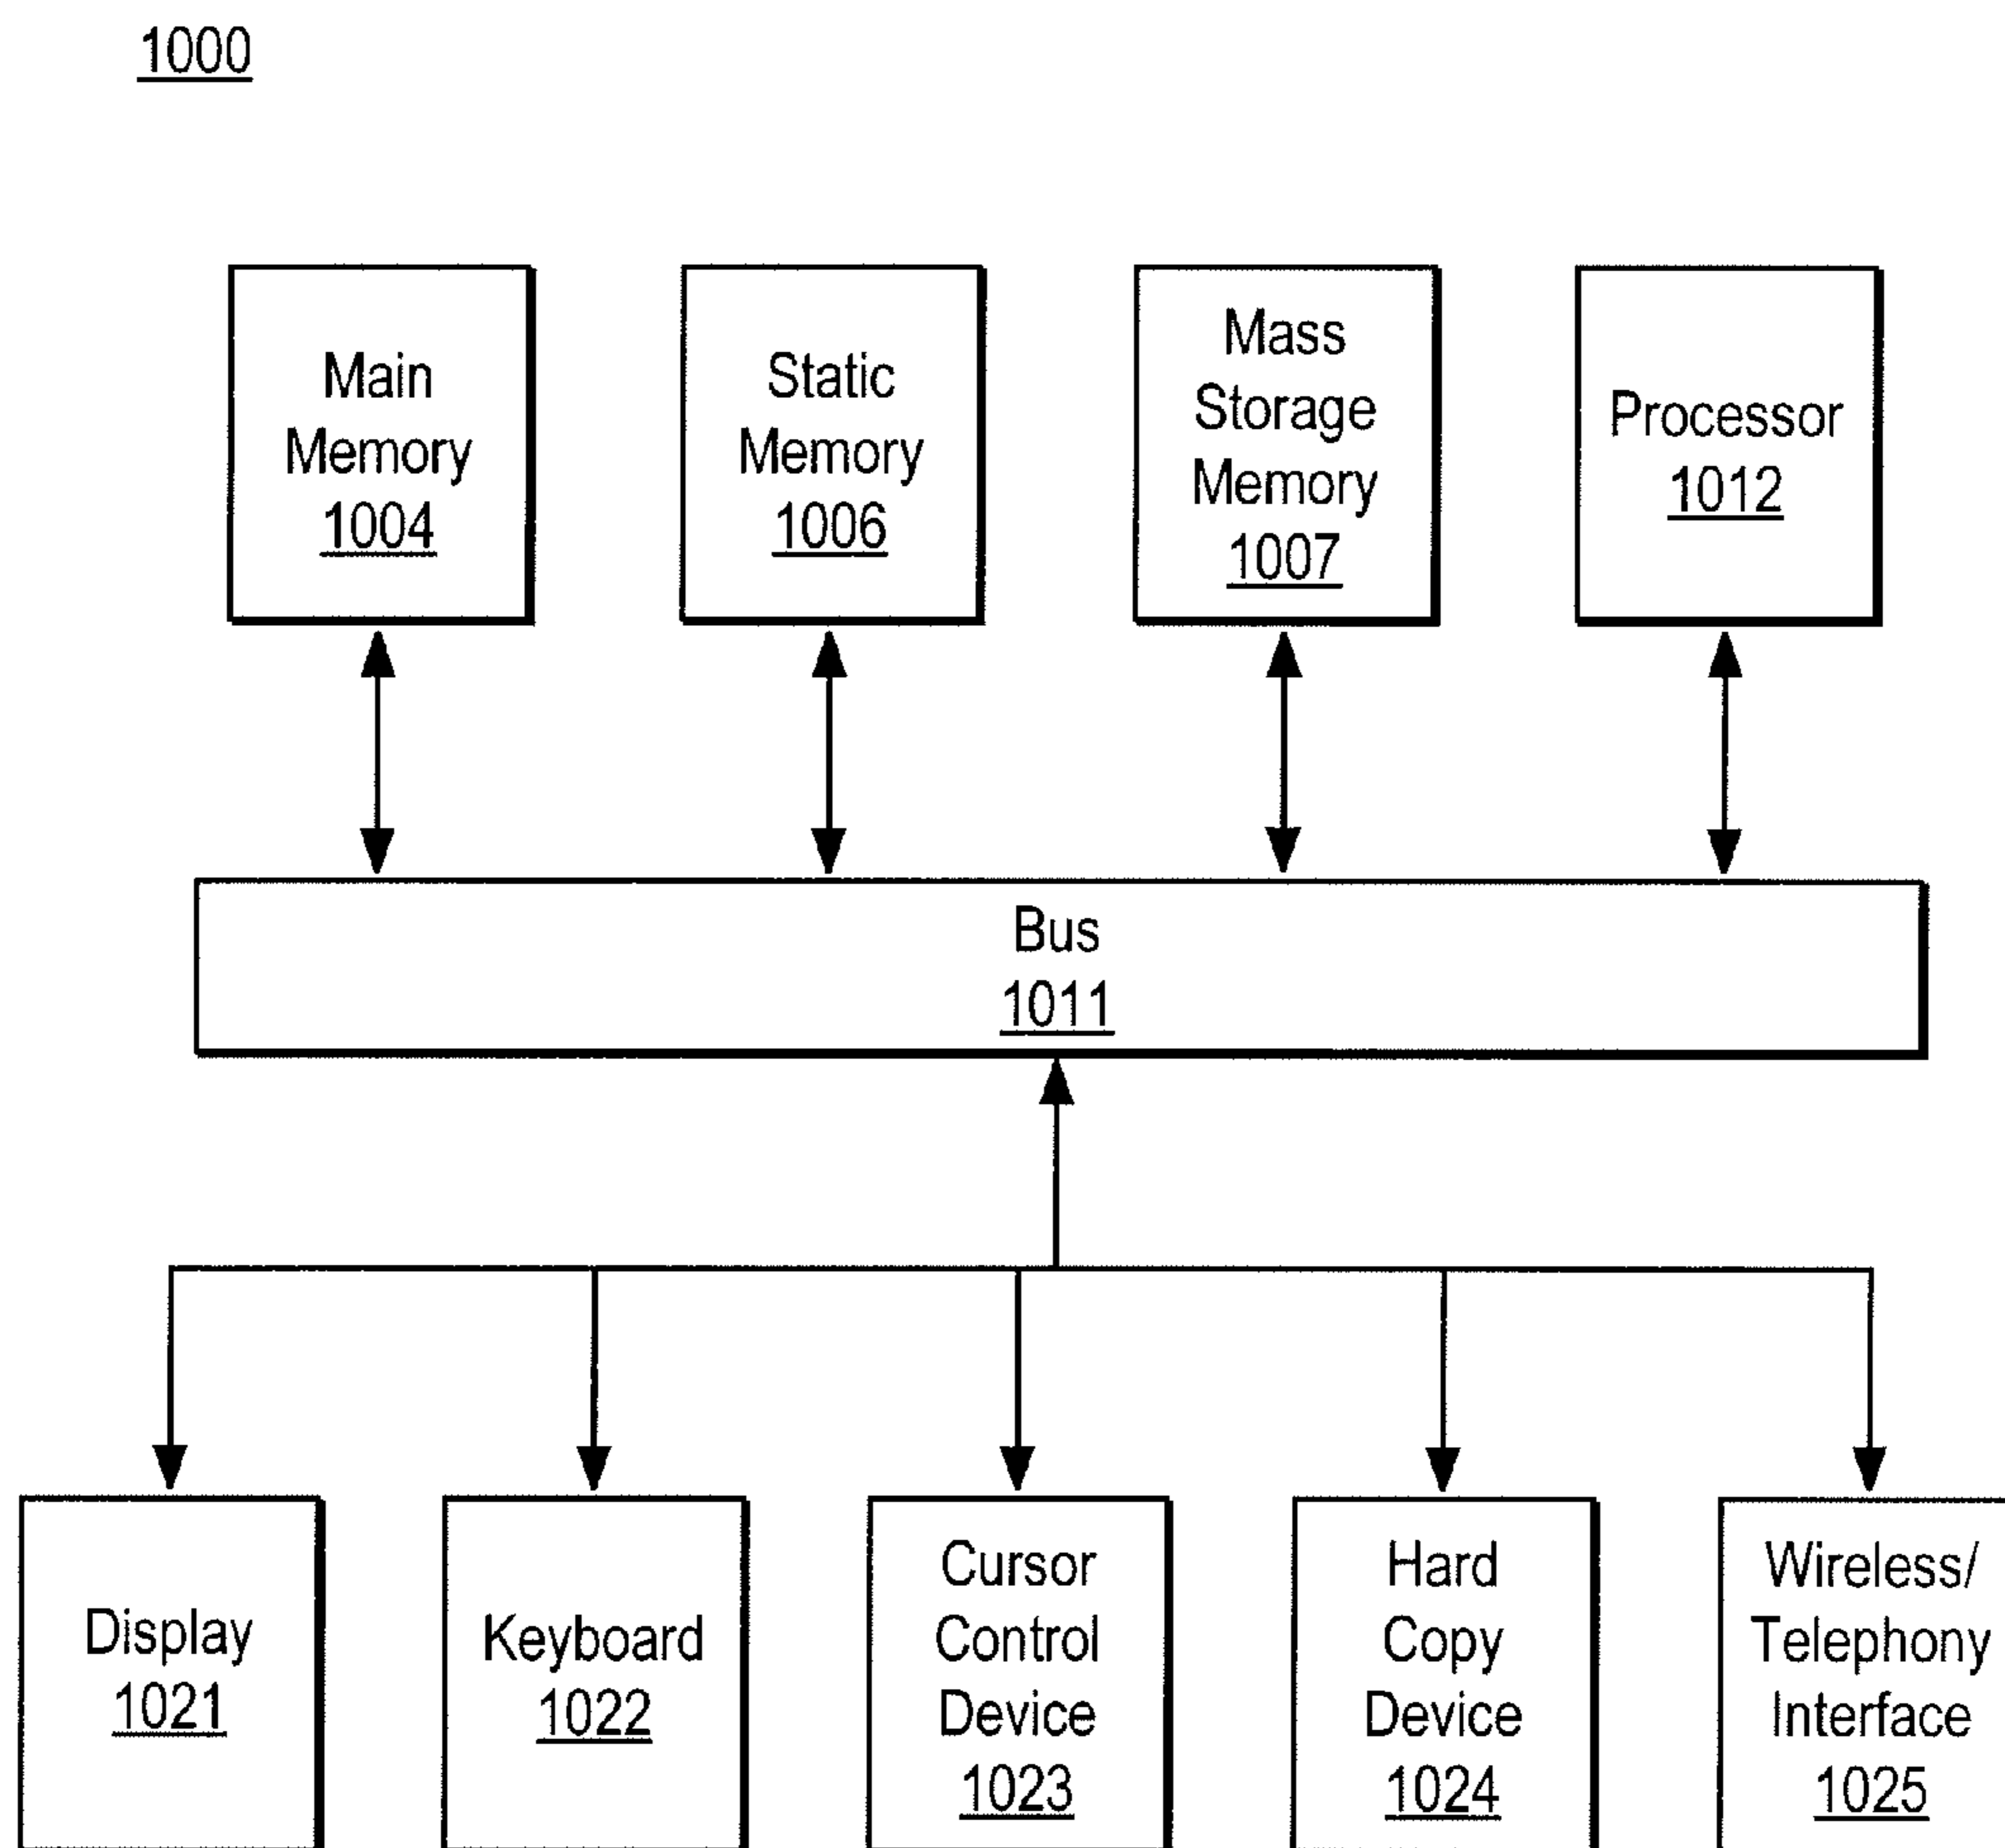 1000
Main
Memory
1004
Static
Memory
1006
Mass
Storage
Memory
1007
Processor
1012
Bus
1011
Display
1021
Keyboard
1022
Cursor
Control
Device
1023
Hard
Copy
Device
1024
Wireless/
Telephony
Interface
1025